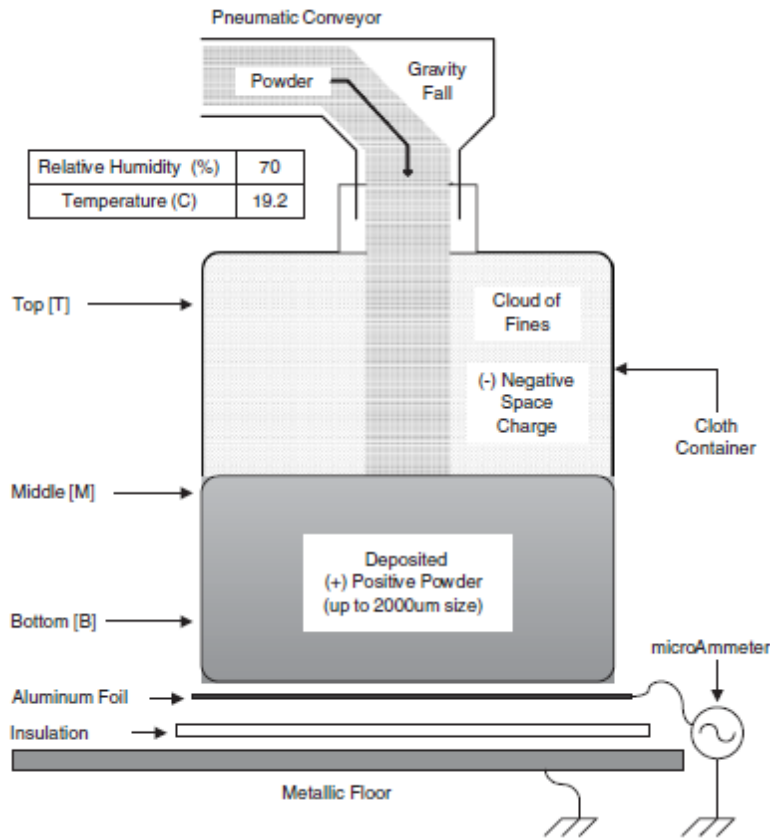 Pneumatic Conveyor
Powder
Gravity
Fall
Relative Humidity (%) 70
Temperature (C) 19.2
Top [T]
Cloud of
Fines
(-) Negative
Space
Charge
Cloth
Container
Middle [M]
Deposited
(+) Positive Powder
(up to 2000um size)
Bottom [B]
microAmmeter
Aluminum Foil
Insulation
Metallic Floor